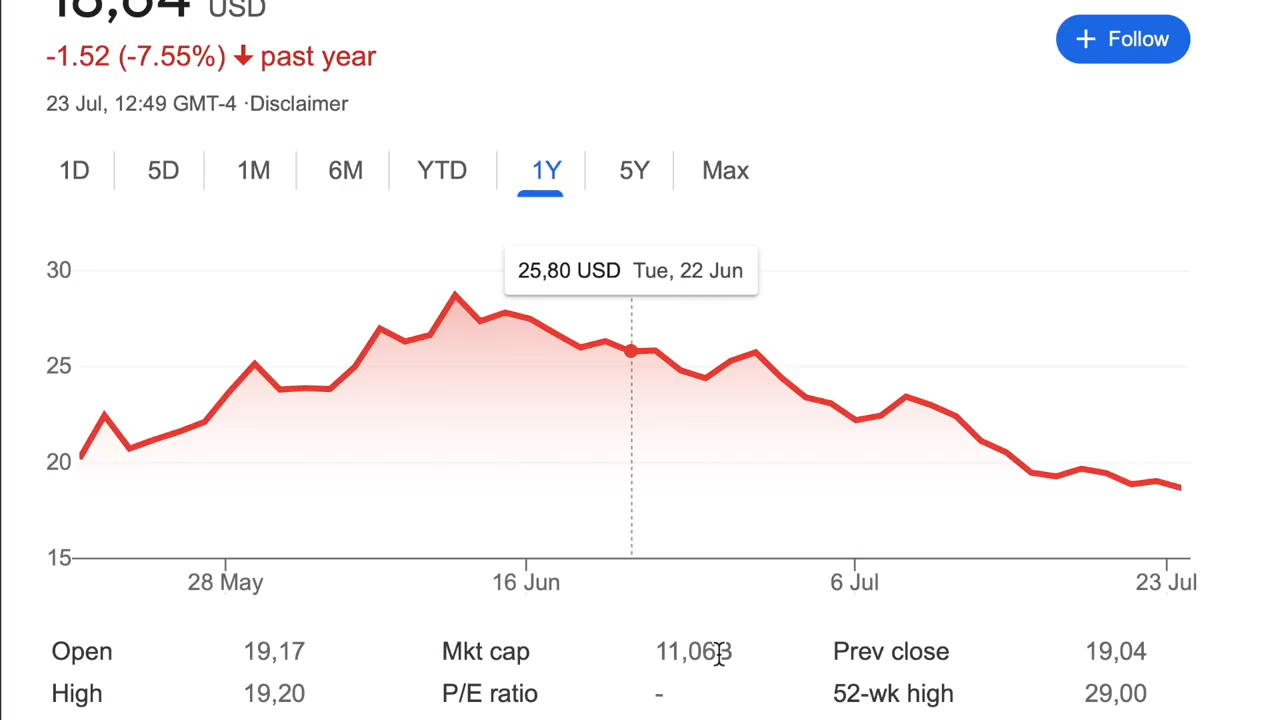 USD
-1.52 (-7.55%) ↓ past year
+ Follow
23 Jul, 12:49 GMT-4 ·Disclaimer
1D 5D 1M 6M YTD 1Y 5Y Max
25,80 USD Tue, 22 Jun
30
25
20
15
28 May 16 Jun 6 Jul 23 Jul
Open 19,17 Mkt cap 11,06B Prev close 19,04
High 19,20 P/E ratio - 52-wk high 29,00